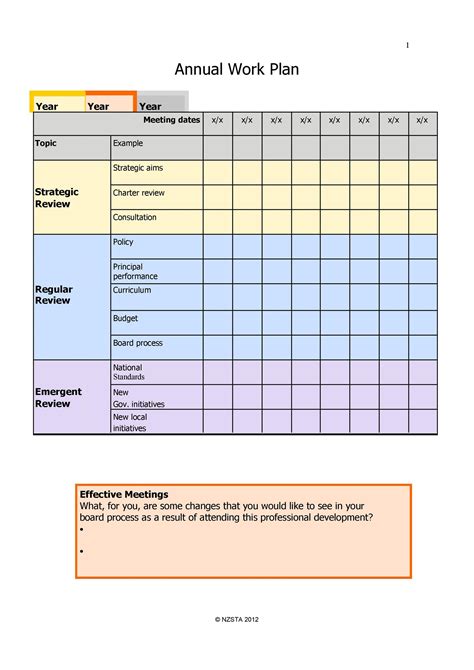 1
Annual Work Plan
Year Year Year
Meeting dates x/x x/x x/x x/x x/x x/x x/x x/x
Topic Example
Strategic aims
Strategic
Review
Charter review
Consultation
Policy
Principal
performance
Regular
Review
Curriculum
Budget
Board process
National
Standards
Emergent
Review
New
Gov. initiatives
New local
initiatives
Effective Meetings
What, for you, are some changes that you would like to see in your
board process as a result of attending this professional development?
•
•
© NZSTA 2012